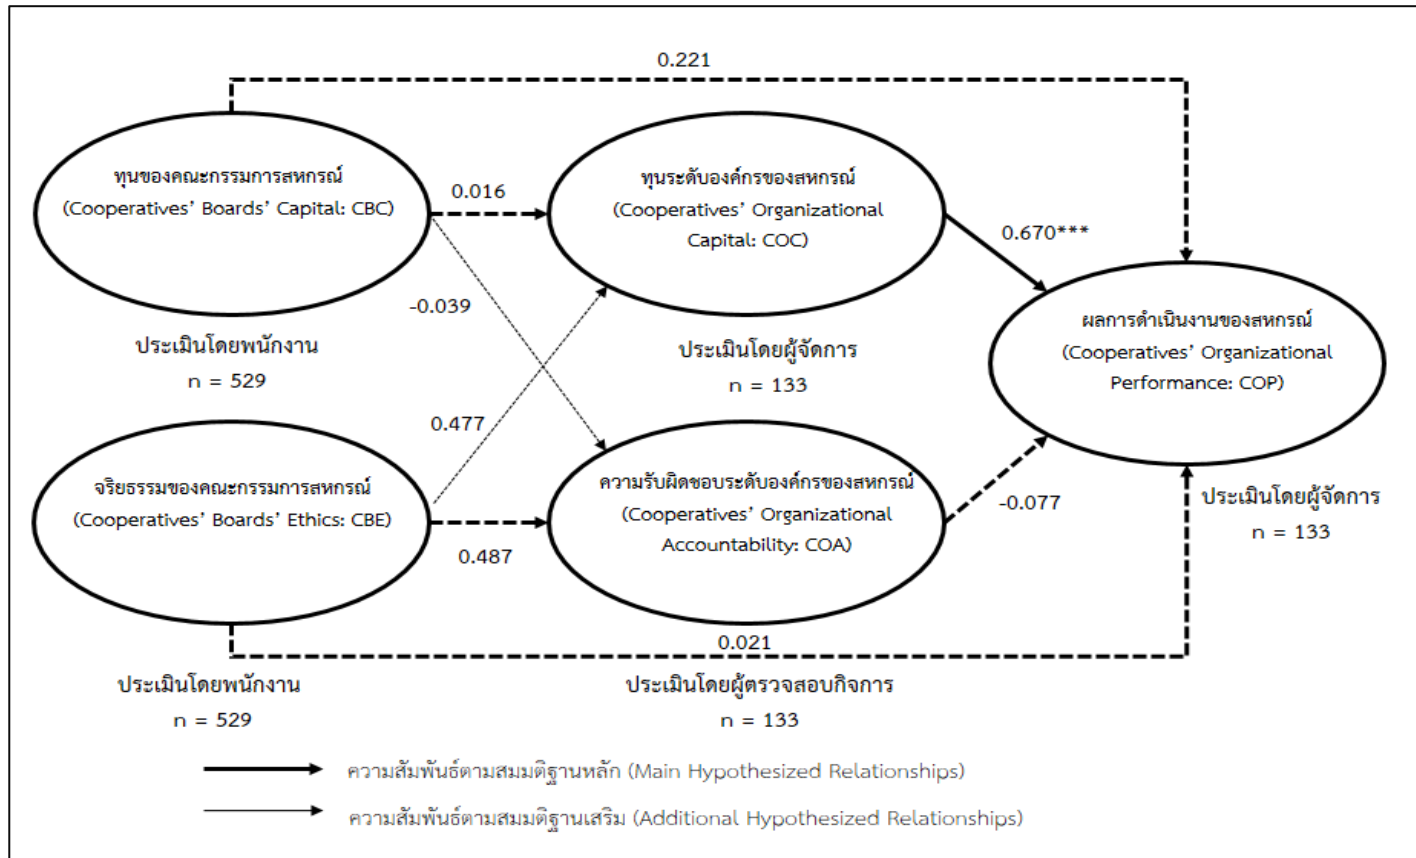 0.221
ทุนของคณะกรรมการสหกรณ์
(Cooperatives’ Boards’ Capital: CBC)
0.016
ทุนระดับองค์กรของสหกรณ์
(Cooperatives’ Organizational
Capital: COC)
0.670***
-0.039
ผลการดำเนินงานของสหกรณ์
(Cooperatives’ Organizational
Performance: COP)
ประเมินโดยพนักงาน
n = 529
ประเมินโดยผู้จัดการ
n = 133
0.477
จริยธรรมของคณะกรรมการสหกรณ์
(Cooperatives’ Boards’ Ethics: CBE)
0.487
ความรับผิดชอบระดับองค์กรของสหกรณ์
(Cooperatives’ Organizational
Accountability: COA)
-0.077
ประเมินโดยผู้จัดการ
n = 133
0.021
ประเมินโดยพนักงาน
n = 529
ประเมินโดยผู้ตรวจสอบกิจการ
n = 133
ความสัมพันธ์ตามสมมติฐานหลัก (Main Hypothesized Relationships)
ความสัมพันธ์ตามสมมติฐานเสริม (Additional Hypothesized Relationships)